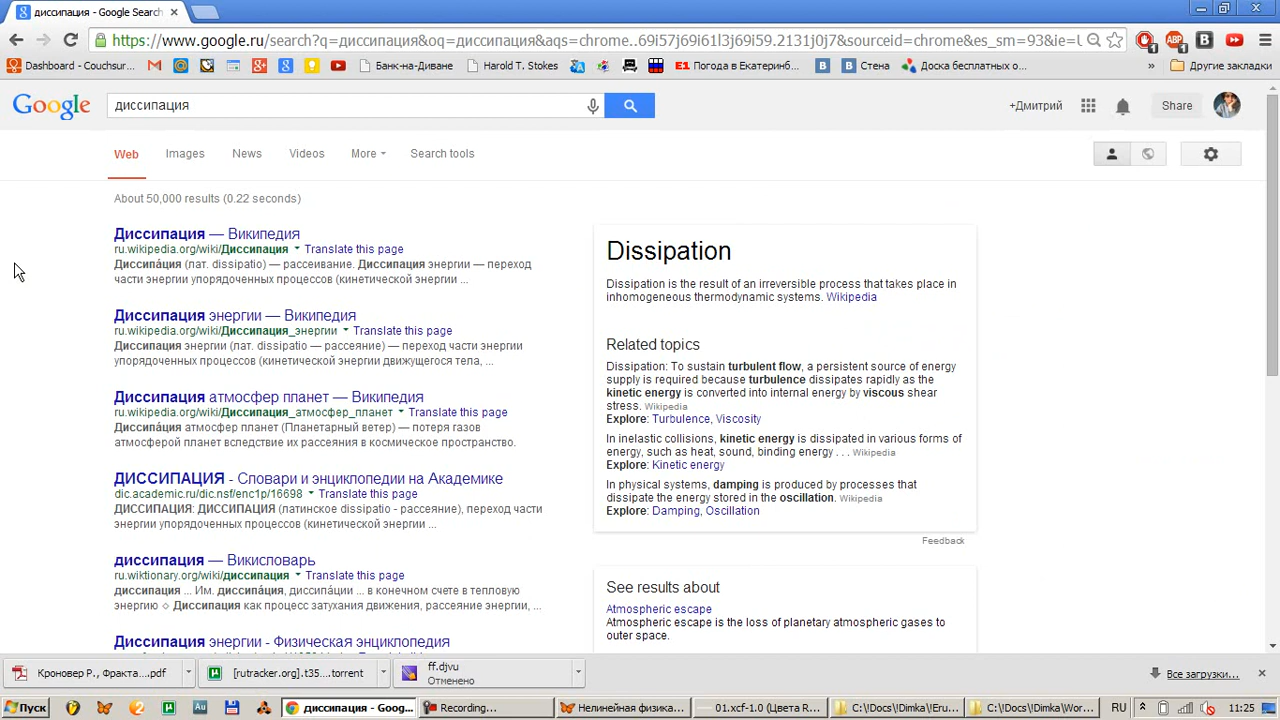 диссипация - Google Search
https://www.google.ru/search?q=диссипация&oq=диссипация&aqs=chrome..69i57j69i61l3j69i59.2131j0j7&sourceid=chrome&es_sm=93&ie=U
Dashboard - Couchsur... Банк-на-Диване Harold T. Stokes E1 Погода в Екатеринб... Стена Доска бесплатных о... » Другие закладки
Google диссипация +Дмитрий Share
Web Images News Videos More Search tools
About 50,000 results (0.22 seconds)
Диссипация — Википедия
ru.wikipedia.org/wiki/Диссипация Translate this page
Диссипа́ция (лат. dissipatio) — рассеивание. Диссипация энергии — переход
части энергии упорядоченных процессов (кинетической энергии ...
Диссипация энергии — Википедия
ru.wikipedia.org/wiki/Диссипация_энергии Translate this page
Диссипация энергии (лат. dissipatio — рассеяние) — переход части энергии
упорядоченных процессов (кинетической энергии движущегося тела, ...
Диссипация атмосфер планет — Википедия
ru.wikipedia.org/wiki/Диссипация_атмосфер_планет Translate this page
Диссипа́ция атмосфер планет (Планетарный ветер) — потеря газов
атмосферой планет вследствие их рассеяния в космическое пространство.
ДИССИПАЦИЯ - Словари и энциклопедии на Академике
dic.academic.ru/dic.nsf/enc1p/16698 Translate this page
ДИССИПАЦИЯ: ДИССИПАЦИЯ (латинское dissipatio - рассеяние), переход части
энергии упорядоченных процессов (кинетической энергии ...
диссипация — Викисловарь
ru.wiktionary.org/wiki/диссипация Translate this page
диссипация ... Им. диссипа́ция, диссипа́ции ... в конечном счете в тепловую
энергию ◇ Диссипация как процесс затухания движения, рассеяние энергии, ...
Диссипация энергии - Физическая энциклопедия
Dissipation
Dissipation is the result of an irreversible process that takes place in
inhomogeneous thermodynamic systems. Wikipedia
Related topics
Dissipation: To sustain turbulent flow, a persistent source of energy
supply is required because turbulence dissipates rapidly as the
kinetic energy is converted into internal energy by viscous shear
stress. Wikipedia
Explore: Turbulence, Viscosity
In inelastic collisions, kinetic energy is dissipated in various forms of
energy, such as heat, sound, binding energy . . . Wikipedia
Explore: Kinetic energy
In physical systems, damping is produced by processes that
dissipate the energy stored in the oscillation. Wikipedia
Explore: Damping, Oscillation
Feedback
See results about
Atmospheric escape
Atmospheric escape is the loss of planetary atmospheric gases to
outer space.
Кроновер Р., Фракта....pdf [rutracker.org].t35....torrent ff.djvu
Отменено
Все загрузки...
Пуск диссипация - Goog... Recording... Нелинейная физика... 01.xcf-1.0 (Цвета R... C:\Docs\Dimka\Eru... C:\Docs\Dimka\Wor... RU 11:25